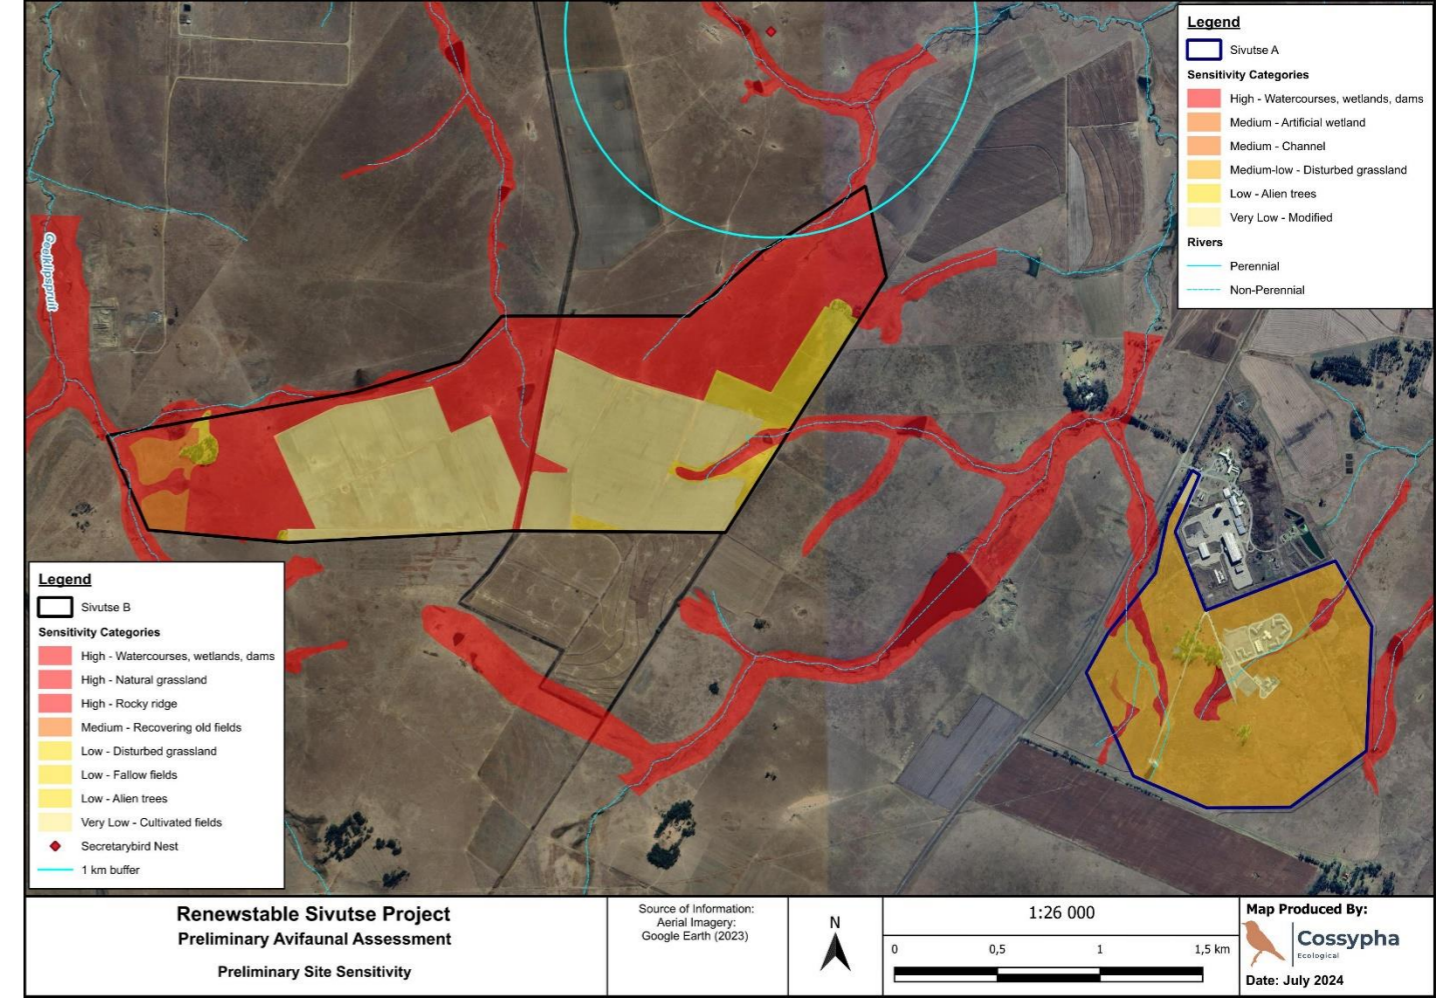 Legend
Sivutse A
Sensitivity Categories
High - Watercourses, wetlands, dams
Medium - Artificial wetland
Medium - Channel
Medium-low - Disturbed grassland
Low - Alien trees
Very Low - Modified
Rivers
Perennial
Non-Perennial
Geelklipspruit
Legend
Sivutse B
Sensitivity Categories
High - Watercourses, wetlands, dams
High - Natural grassland
High - Rocky ridge
Medium - Recovering old fields
Low - Disturbed grassland
Low - Fallow fields
Low - Alien trees
Very Low - Cultivated fields
Secretarybird Nest
1 km buffer
Renewstable Sivutse Project
Preliminary Avifaunal Assessment
Preliminary Site Sensitivity
Source of Information:
Aerial Imagery:
Google Earth (2023)
N
1:26 000
0 0,5 1 1,5 km
Map Produced By:
Cossypha
Ecological
Date: July 2024